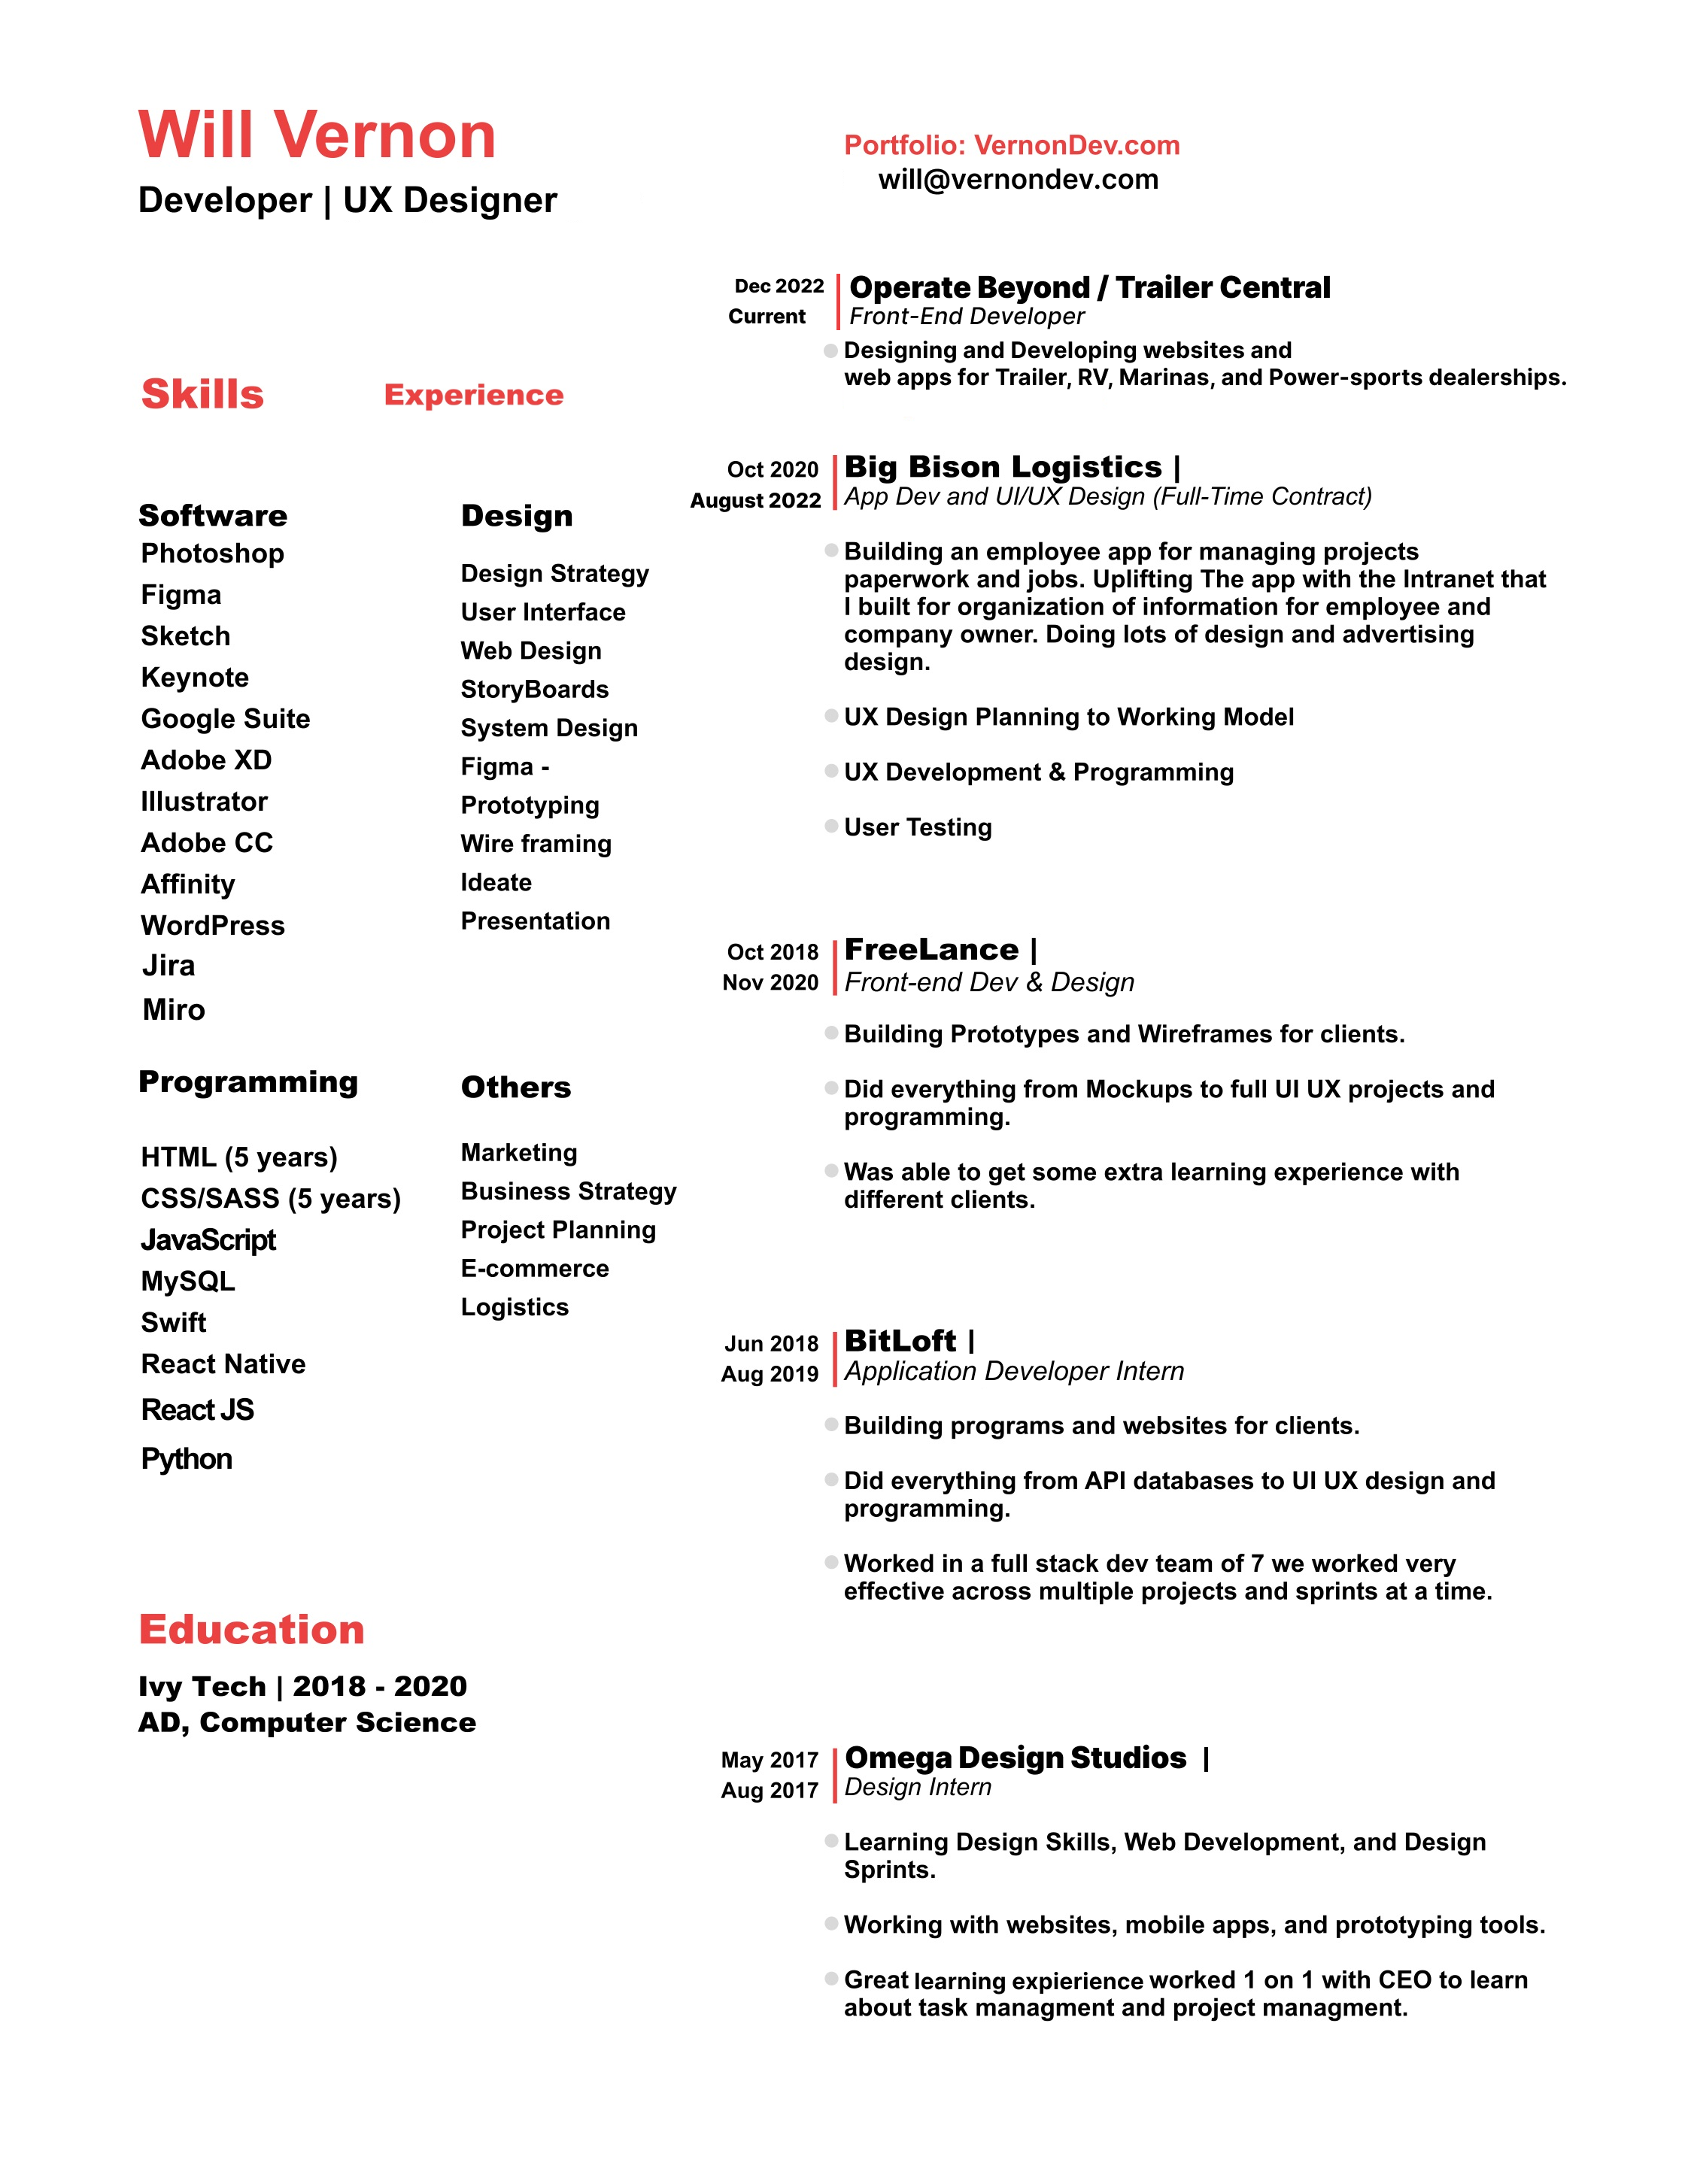 Will Vernon
Developer | UX Designer
Portfolio: VernonDev.com
will@vernondev.com
Skills
Experience
Software
Photoshop
Figma
Sketch
Keynote
Google Suite
Adobe XD
Illustrator
Adobe CC
Affinity
WordPress
Jira
Miro
Design
Design Strategy
User Interface
Web Design
StoryBoards
System Design
Figma -
Prototyping
Wire framing
Ideate
Presentation
Programming
HTML (5 years)
CSS/SASS (5 years)
JavaScript
MySQL
Swift
React Native
React JS
Python
Others
Marketing
Business Strategy
Project Planning
E-commerce
Logistics
Education
Ivy Tech | 2018 - 2020
AD, Computer Science
Dec 2022
Current
Operate Beyond / Trailer Central
Front-End Developer
Designing and Developing websites and
web apps for Trailer, RV, Marinas, and Power-sports dealerships.
Oct 2020
August 2022
Big Bison Logistics |
App Dev and UI/UX Design (Full-Time Contract)
Building an employee app for managing projects
paperwork and jobs. Uplifting The app with the Intranet that
I built for organization of information for employee and
company owner. Doing lots of design and advertising
design.
UX Design Planning to Working Model
UX Development & Programming
User Testing
Oct 2018
Nov 2020
FreeLance |
Front-end Dev & Design
Building Prototypes and Wireframes for clients.
Did everything from Mockups to full UI UX projects and
programming.
Was able to get some extra learning experience with
different clients.
Jun 2018
Aug 2019
BitLoft |
Application Developer Intern
Building programs and websites for clients.
Did everything from API databases to UI UX design and
programming.
Worked in a full stack dev team of 7 we worked very
effective across multiple projects and sprints at a time.
May 2017
Aug 2017
Omega Design Studios |
Design Intern
Learning Design Skills, Web Development, and Design
Sprints.
Working with websites, mobile apps, and prototyping tools.
Great learning expierience worked 1 on 1 with CEO to learn
about task managment and project managment.